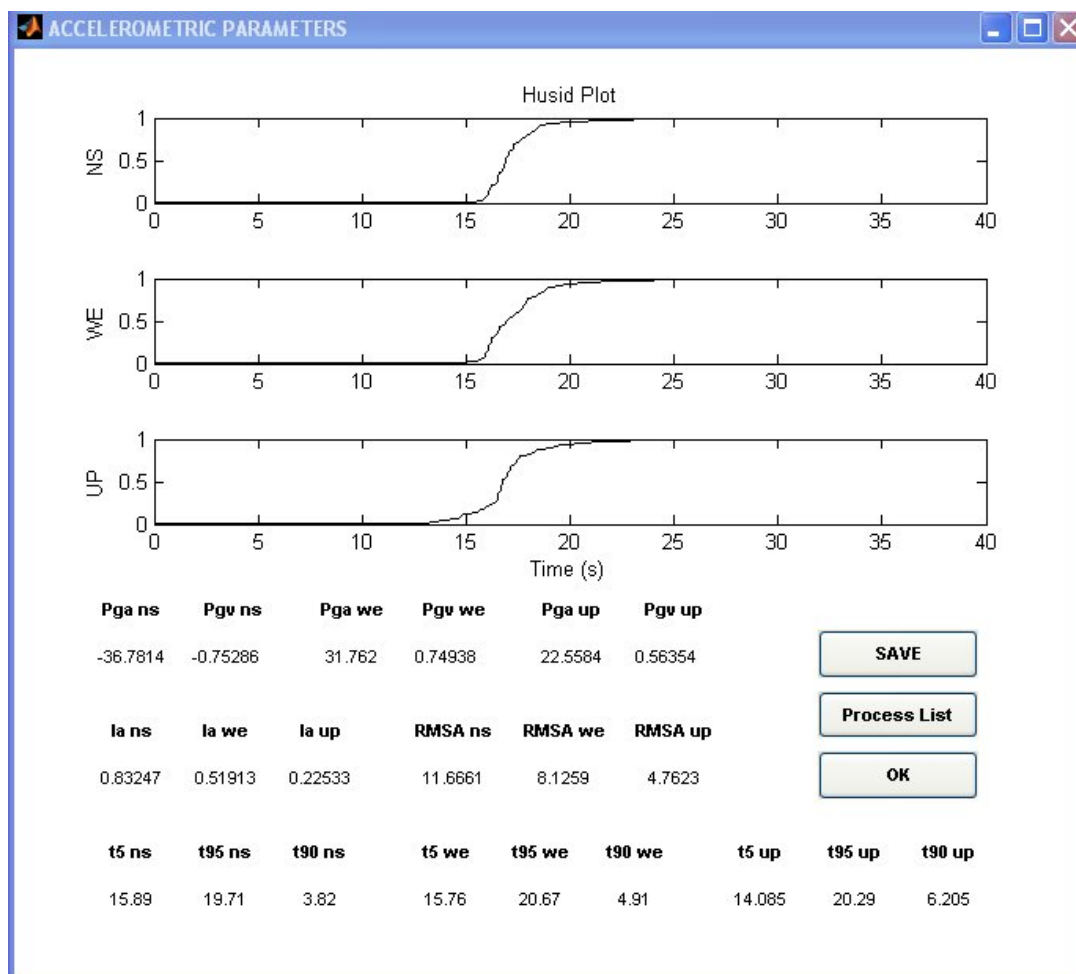 ACCELEROMETRIC PARAMETERS
Husid Plot
1
0.5
0
NS
0 5 10 15 20 25 30 35 40
1
0.5
0
WE
0 5 10 15 20 25 30 35 40
1
0.5
0
UP
0 5 10 15 20 25 30 35 40
Time (s)
Pga ns Pgv ns Pga we Pgv we Pga up Pgv up
-36.7814 -0.75286 31.762 0.74938 22.5584 0.56354
SAVE
Process List
OK
Ia ns Ia we Ia up RMSA ns RMSA we RMSA up
0.83247 0.51913 0.22533 11.6661 8.1259 4.7623
t5 ns t95 ns t90 ns t5 we t95 we t90 we t5 up t95 up t90 up
15.89 19.71 3.82 15.76 20.67 4.91 14.085 20.29 6.205